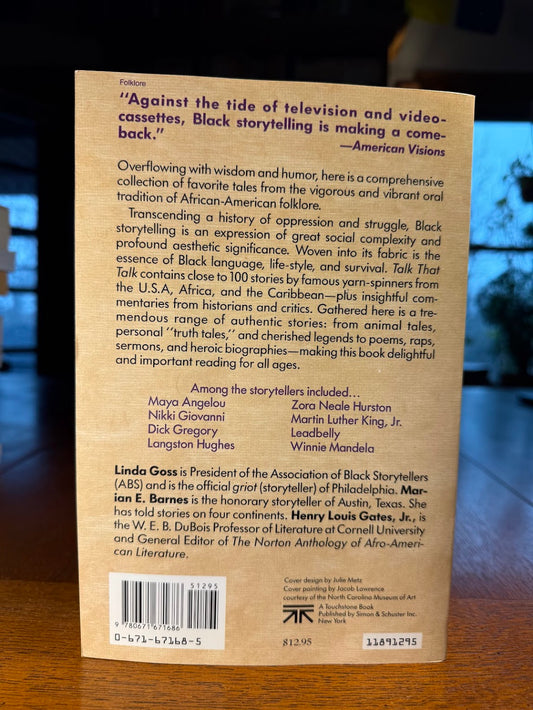 Folklore
"Against the tide of television and video-
cassettes, Black storytelling is making a come-
back."
—American Visions
Overflowing with wisdom and humor, here is a comprehensive
collection of favorite tales from the vigorous and vibrant oral
tradition of African-American folklore.
Transcending a history of oppression and struggle, Black
storytelling is an expression of great social complexity and
profound aesthetic significance. Woven into its fabric is the
essence of Black language, life-style, and survival. Talk That
Talk contains close to 100 stories by famous yarn-spinners from
the U.S.A, Africa, and the Caribbean—plus insightful com-
mentaries from historians and critics. Gathered here is a tre-
mendous range of authentic stories: from animal tales,
personal "truth tales," and cherished legends to poems, raps,
sermons, and heroic biographies—making this book delightful
and important reading for all ages.
Among the storytellers included...
Maya Angelou
Nikki Giovanni
Dick Gregory
Langston Hughes
Zora Neale Hurston
Martin Luther King, Jr.
Leadbelly
Winnie Mandela
Linda Goss is President of the Association of Black Storytellers
(ABS) and is the official griot (storyteller) of Philadelphia. Mar-
ian E. Barnes is the honorary storyteller of Austin, Texas. She
has told stories on four continents. Henry Louis Gates, Jr., is
the W. E. B. DuBois Professor of Literature at Cornell University
and General Editor of The Norton Anthology of Afro-Ameri-
can Literature.
51295
9 780671 671686
0-671-67168-5
Cover design by Julie Metz
Cover painting by Jacob Lawrence
courtesy of the North Carolina Museum of Art
A Touchstone Book
Published by Simon & Schuster Inc.
New York
$12.95
11891295